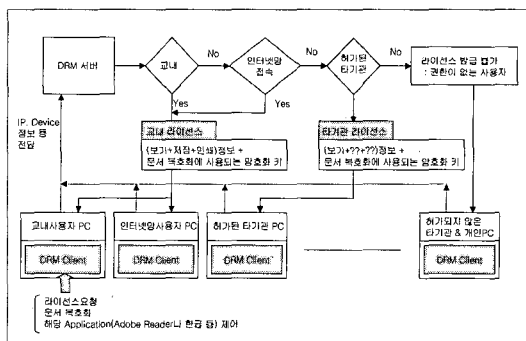 DRM 서버
교내
No
인터넷망
접속
No
허가된
타기관
No
라이선스 발급 불가
: 권한이 없는 사용자
Yes
Yes
IP, Device
정보 등
전달
교내 라이선스
(보기+저장+인쇄)정보 +
문서 복호화에 사용되는 암호화 키
타기관 라이선스
(보기+??+??)정보 +
문서 복호화에 사용되는 암호화 키
교내사용자 PC
DRM Client
인터넷망사용자 PC
DRM Client
허가된 타기관 PC
DRM Client
허가되지 않은
타기관 & 개인PC
DRM Client
라이선스요청
문서 복호화
해당 Application(Adobe Reader나 한글 등) 제어